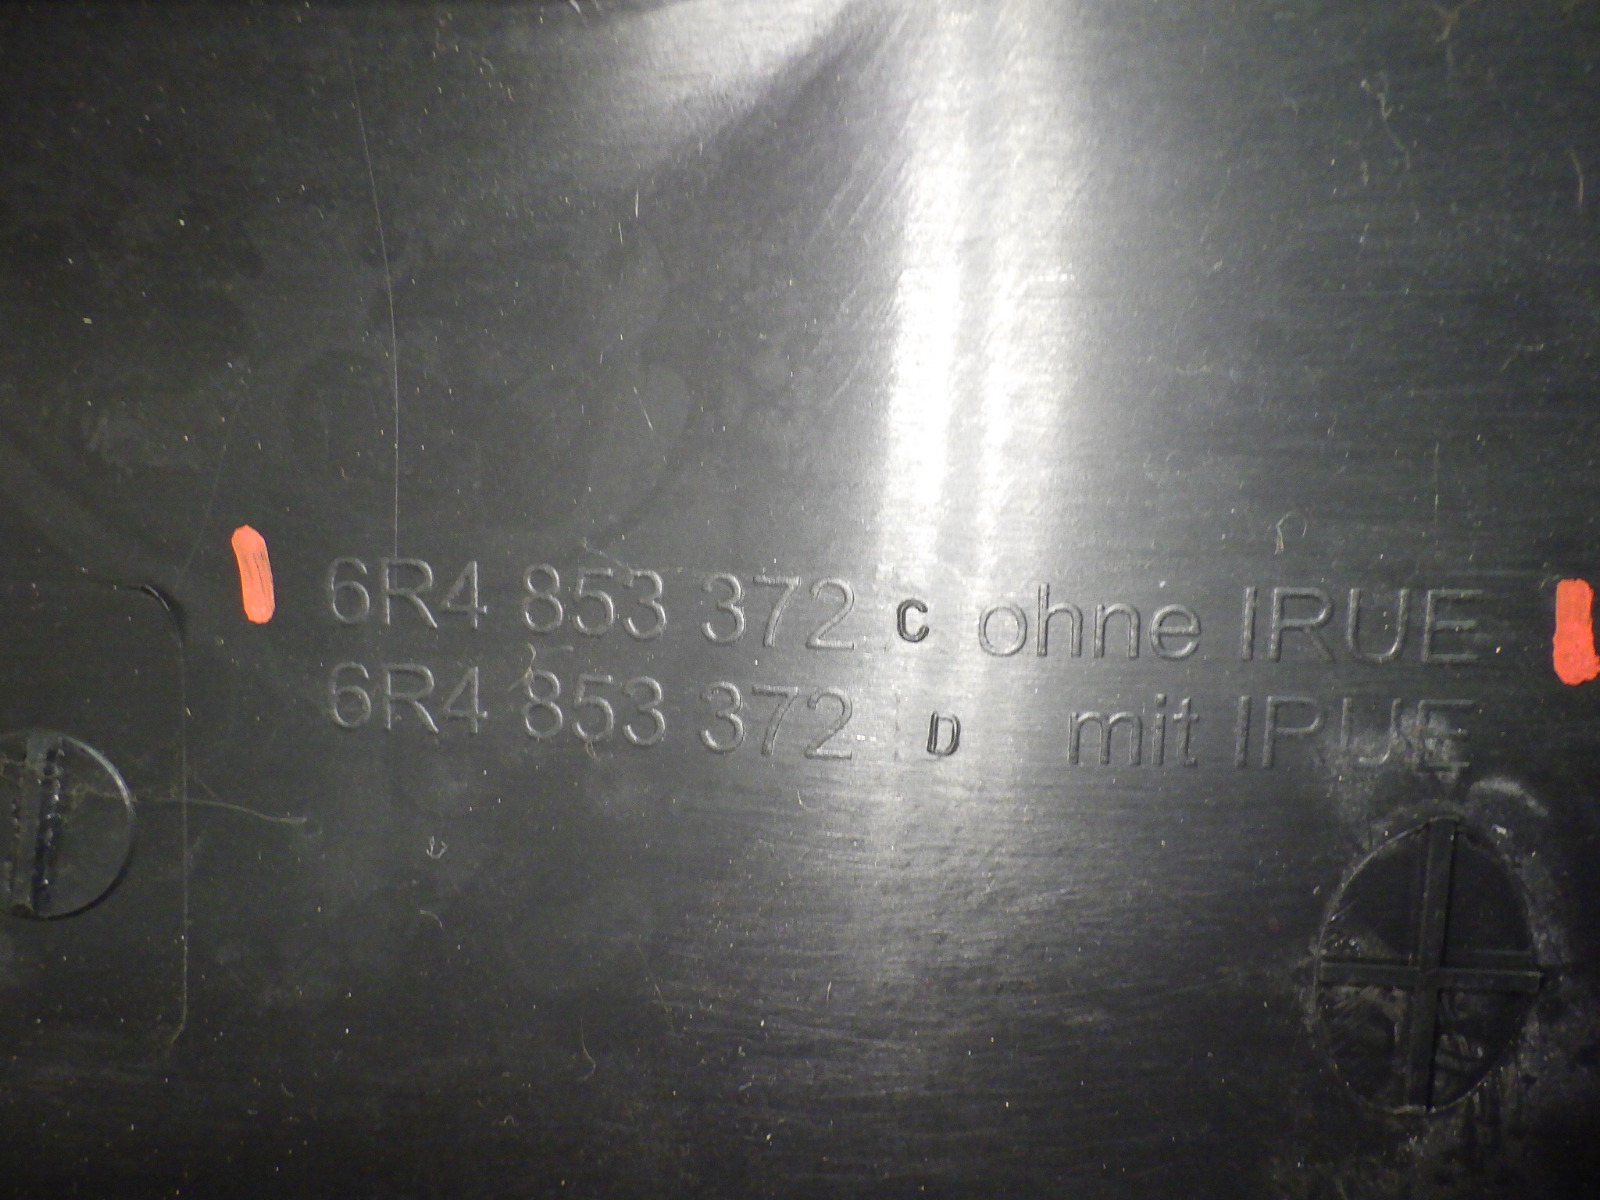 6R4 853 372 C ohne IRUE
6R4 853 372 D mit IRUE